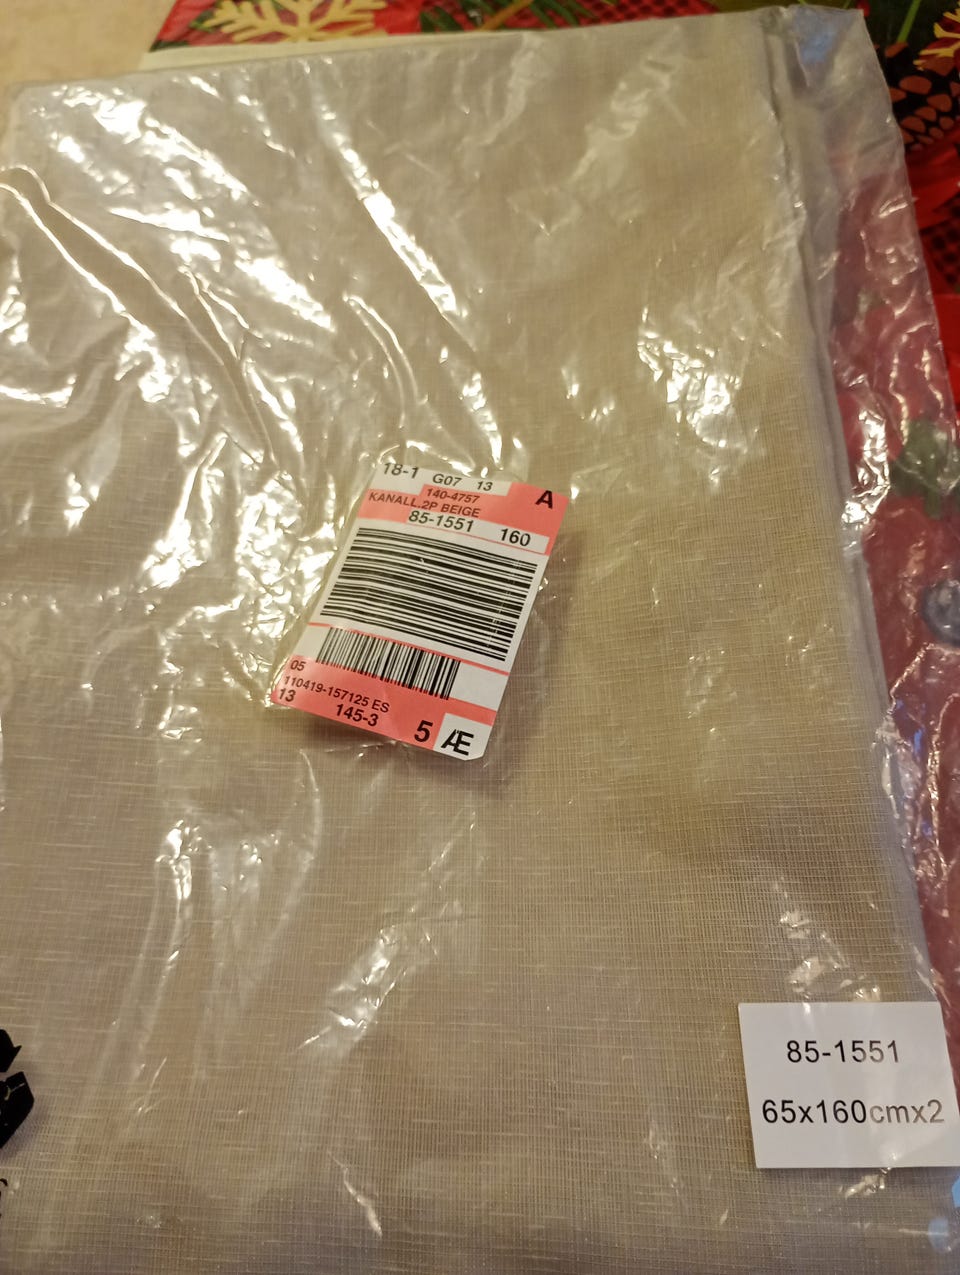 18-1 G07 13 A
140-4757
KANALL.2P BEIGE
85-1551 160
05
110419-157125 ES
13 145-3 5 Æ
85-1551
65x160cmx2